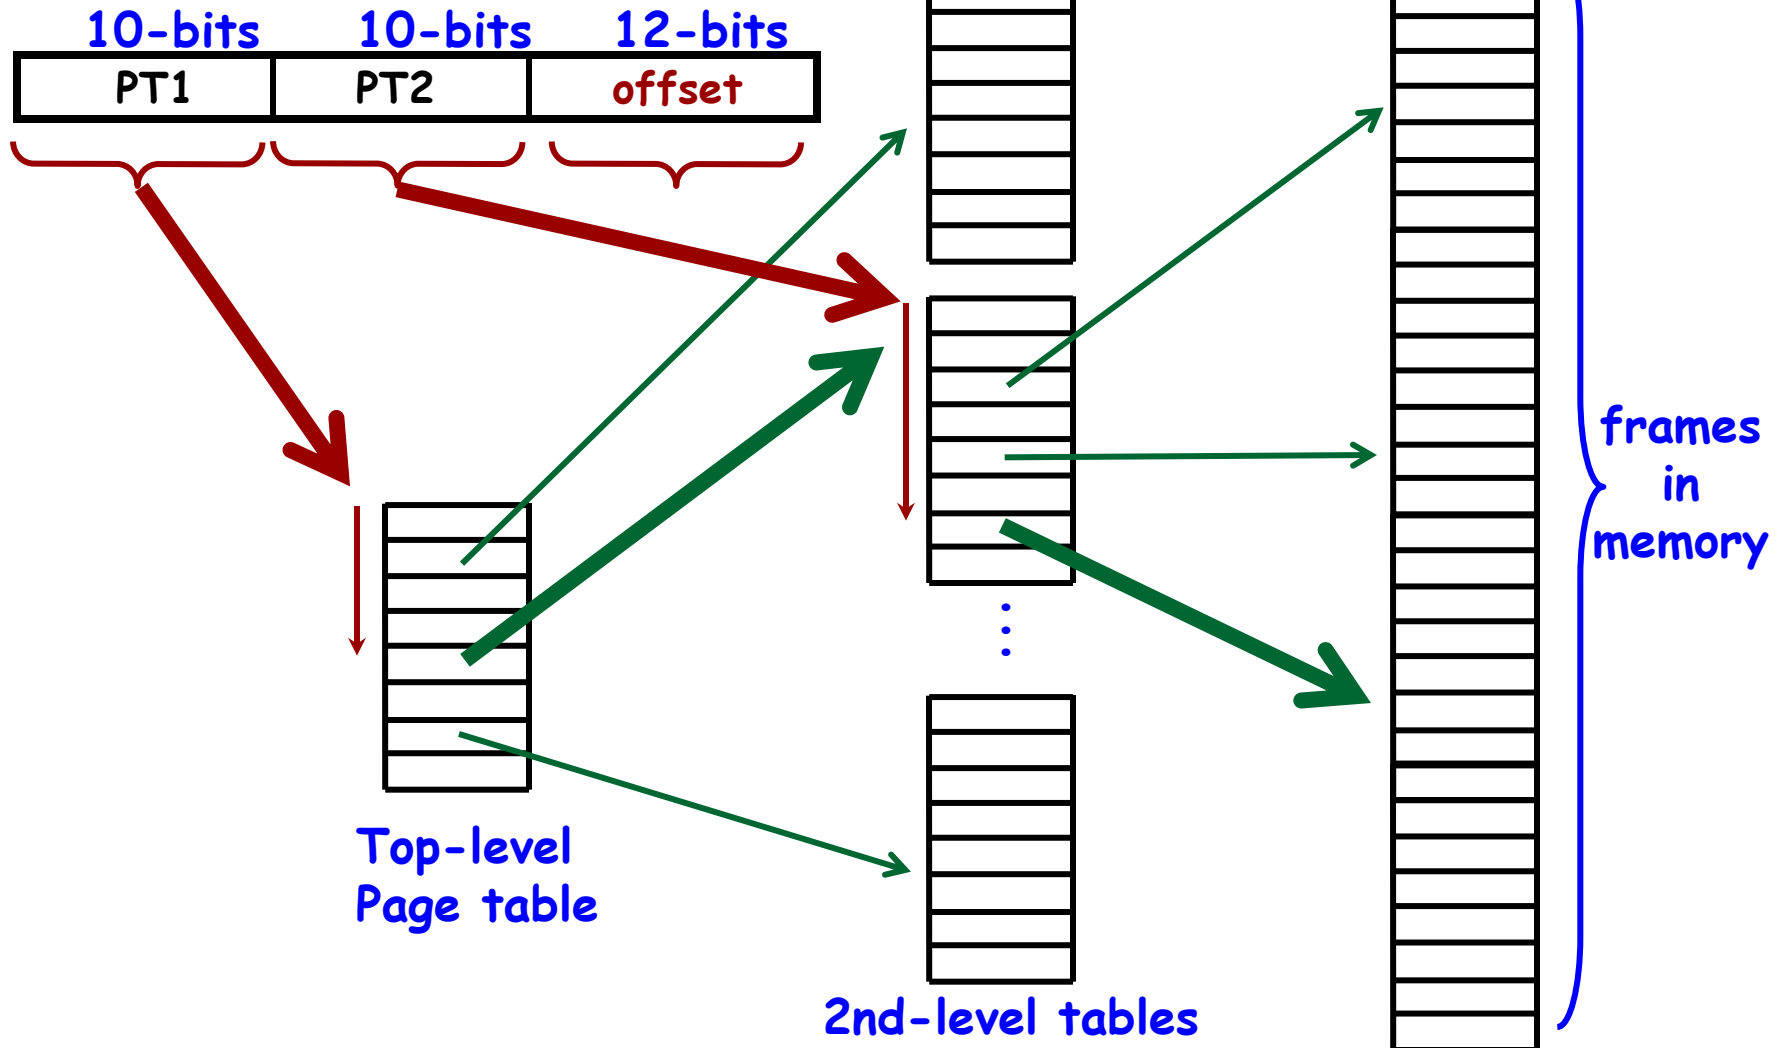 10-bits 10-bits 12-bits
PT1 PT2 offset
frames
in
memory
Top-level
Page table
2nd-level tables